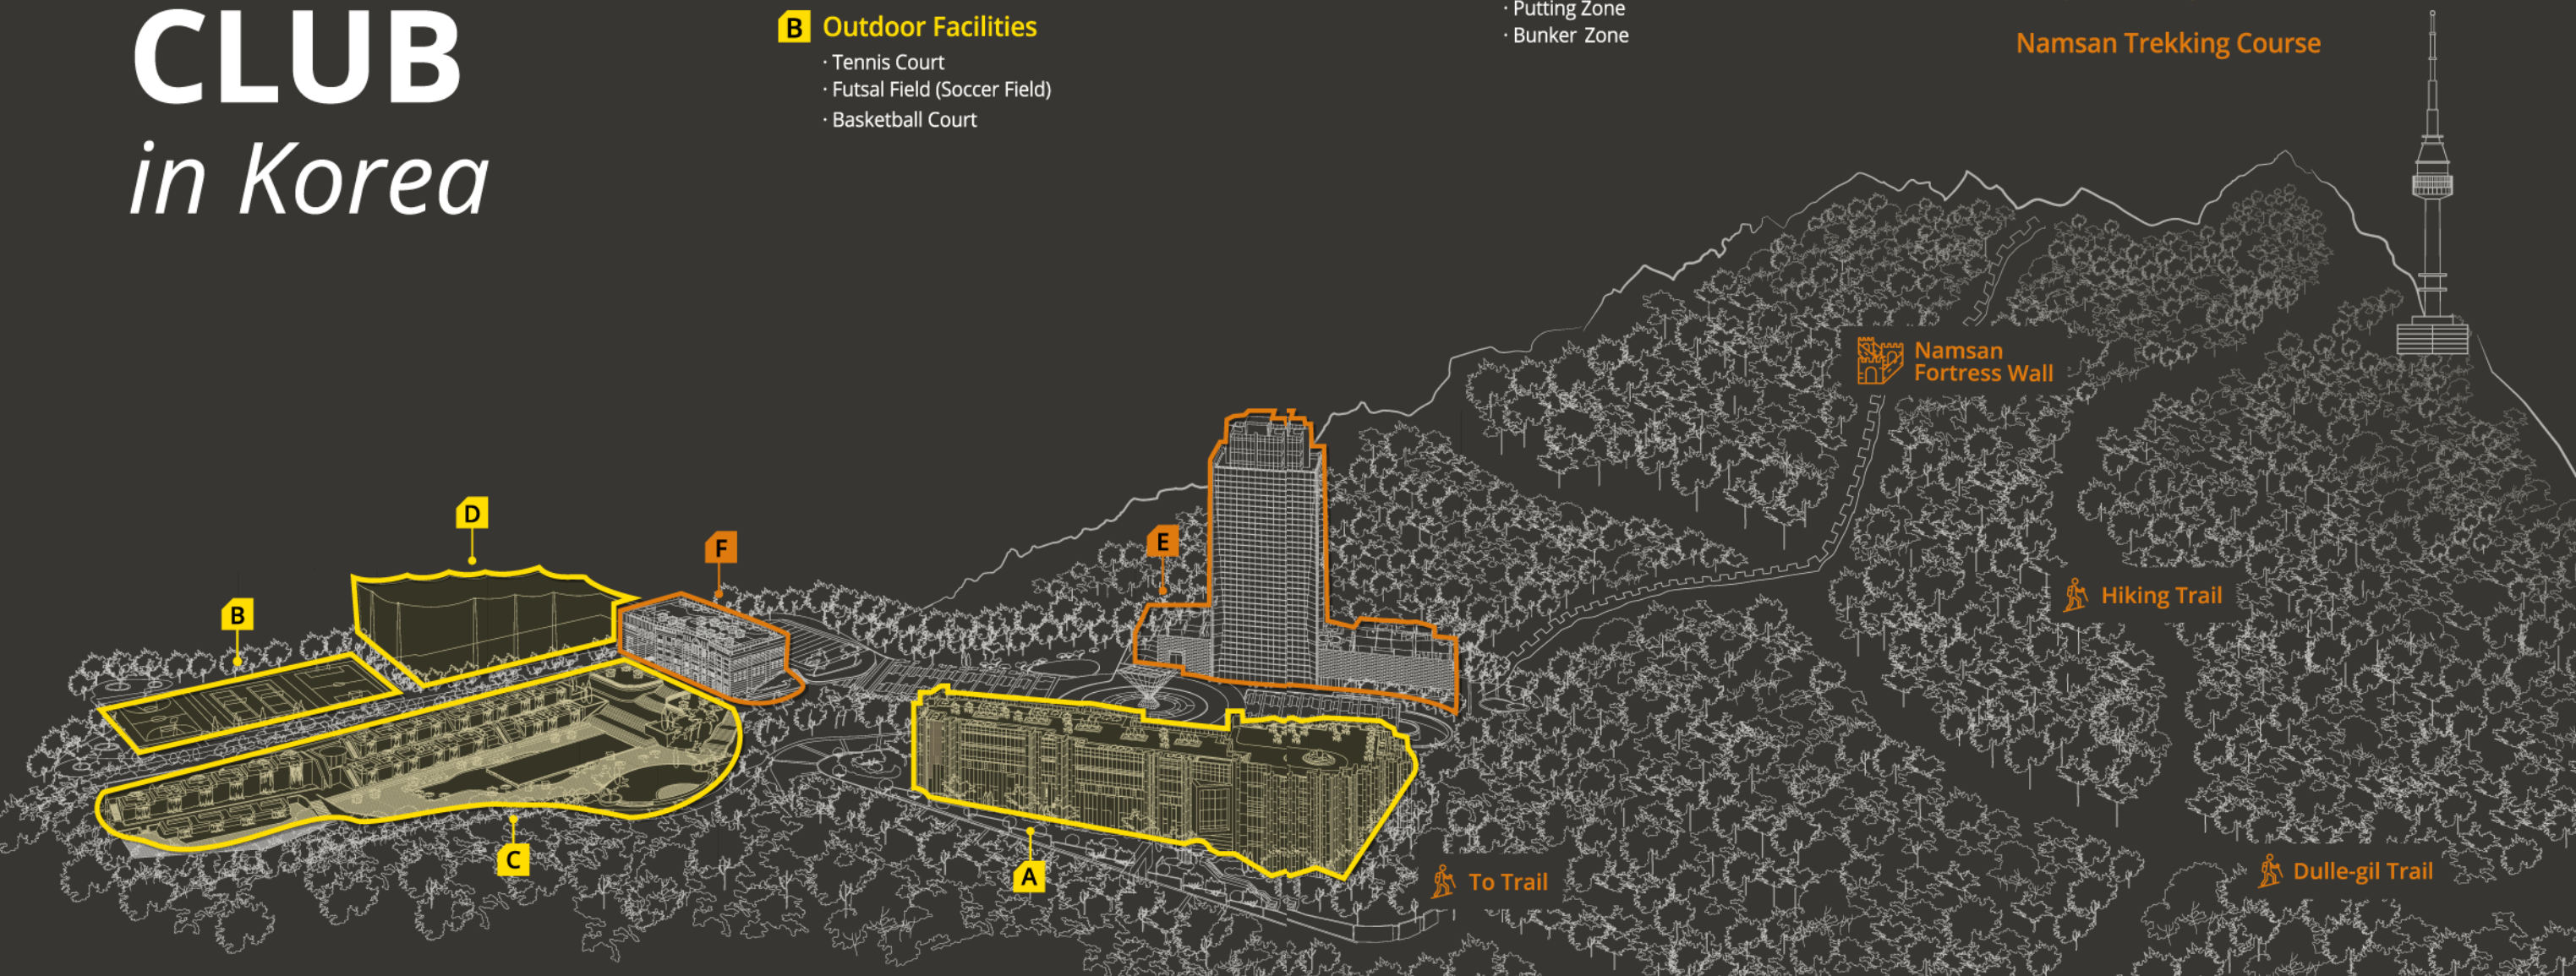 CLUB
in Korea
B Outdoor Facilities
· Tennis Court
· Futsal Field (Soccer Field)
· Basketball Court
· Putting Zone
· Bunker Zone
Namsan Trekking Course
Namsan
Fortress Wall
D
F
E
B
Hiking Trail
C
A
To Trail
Dulle-gil Trail